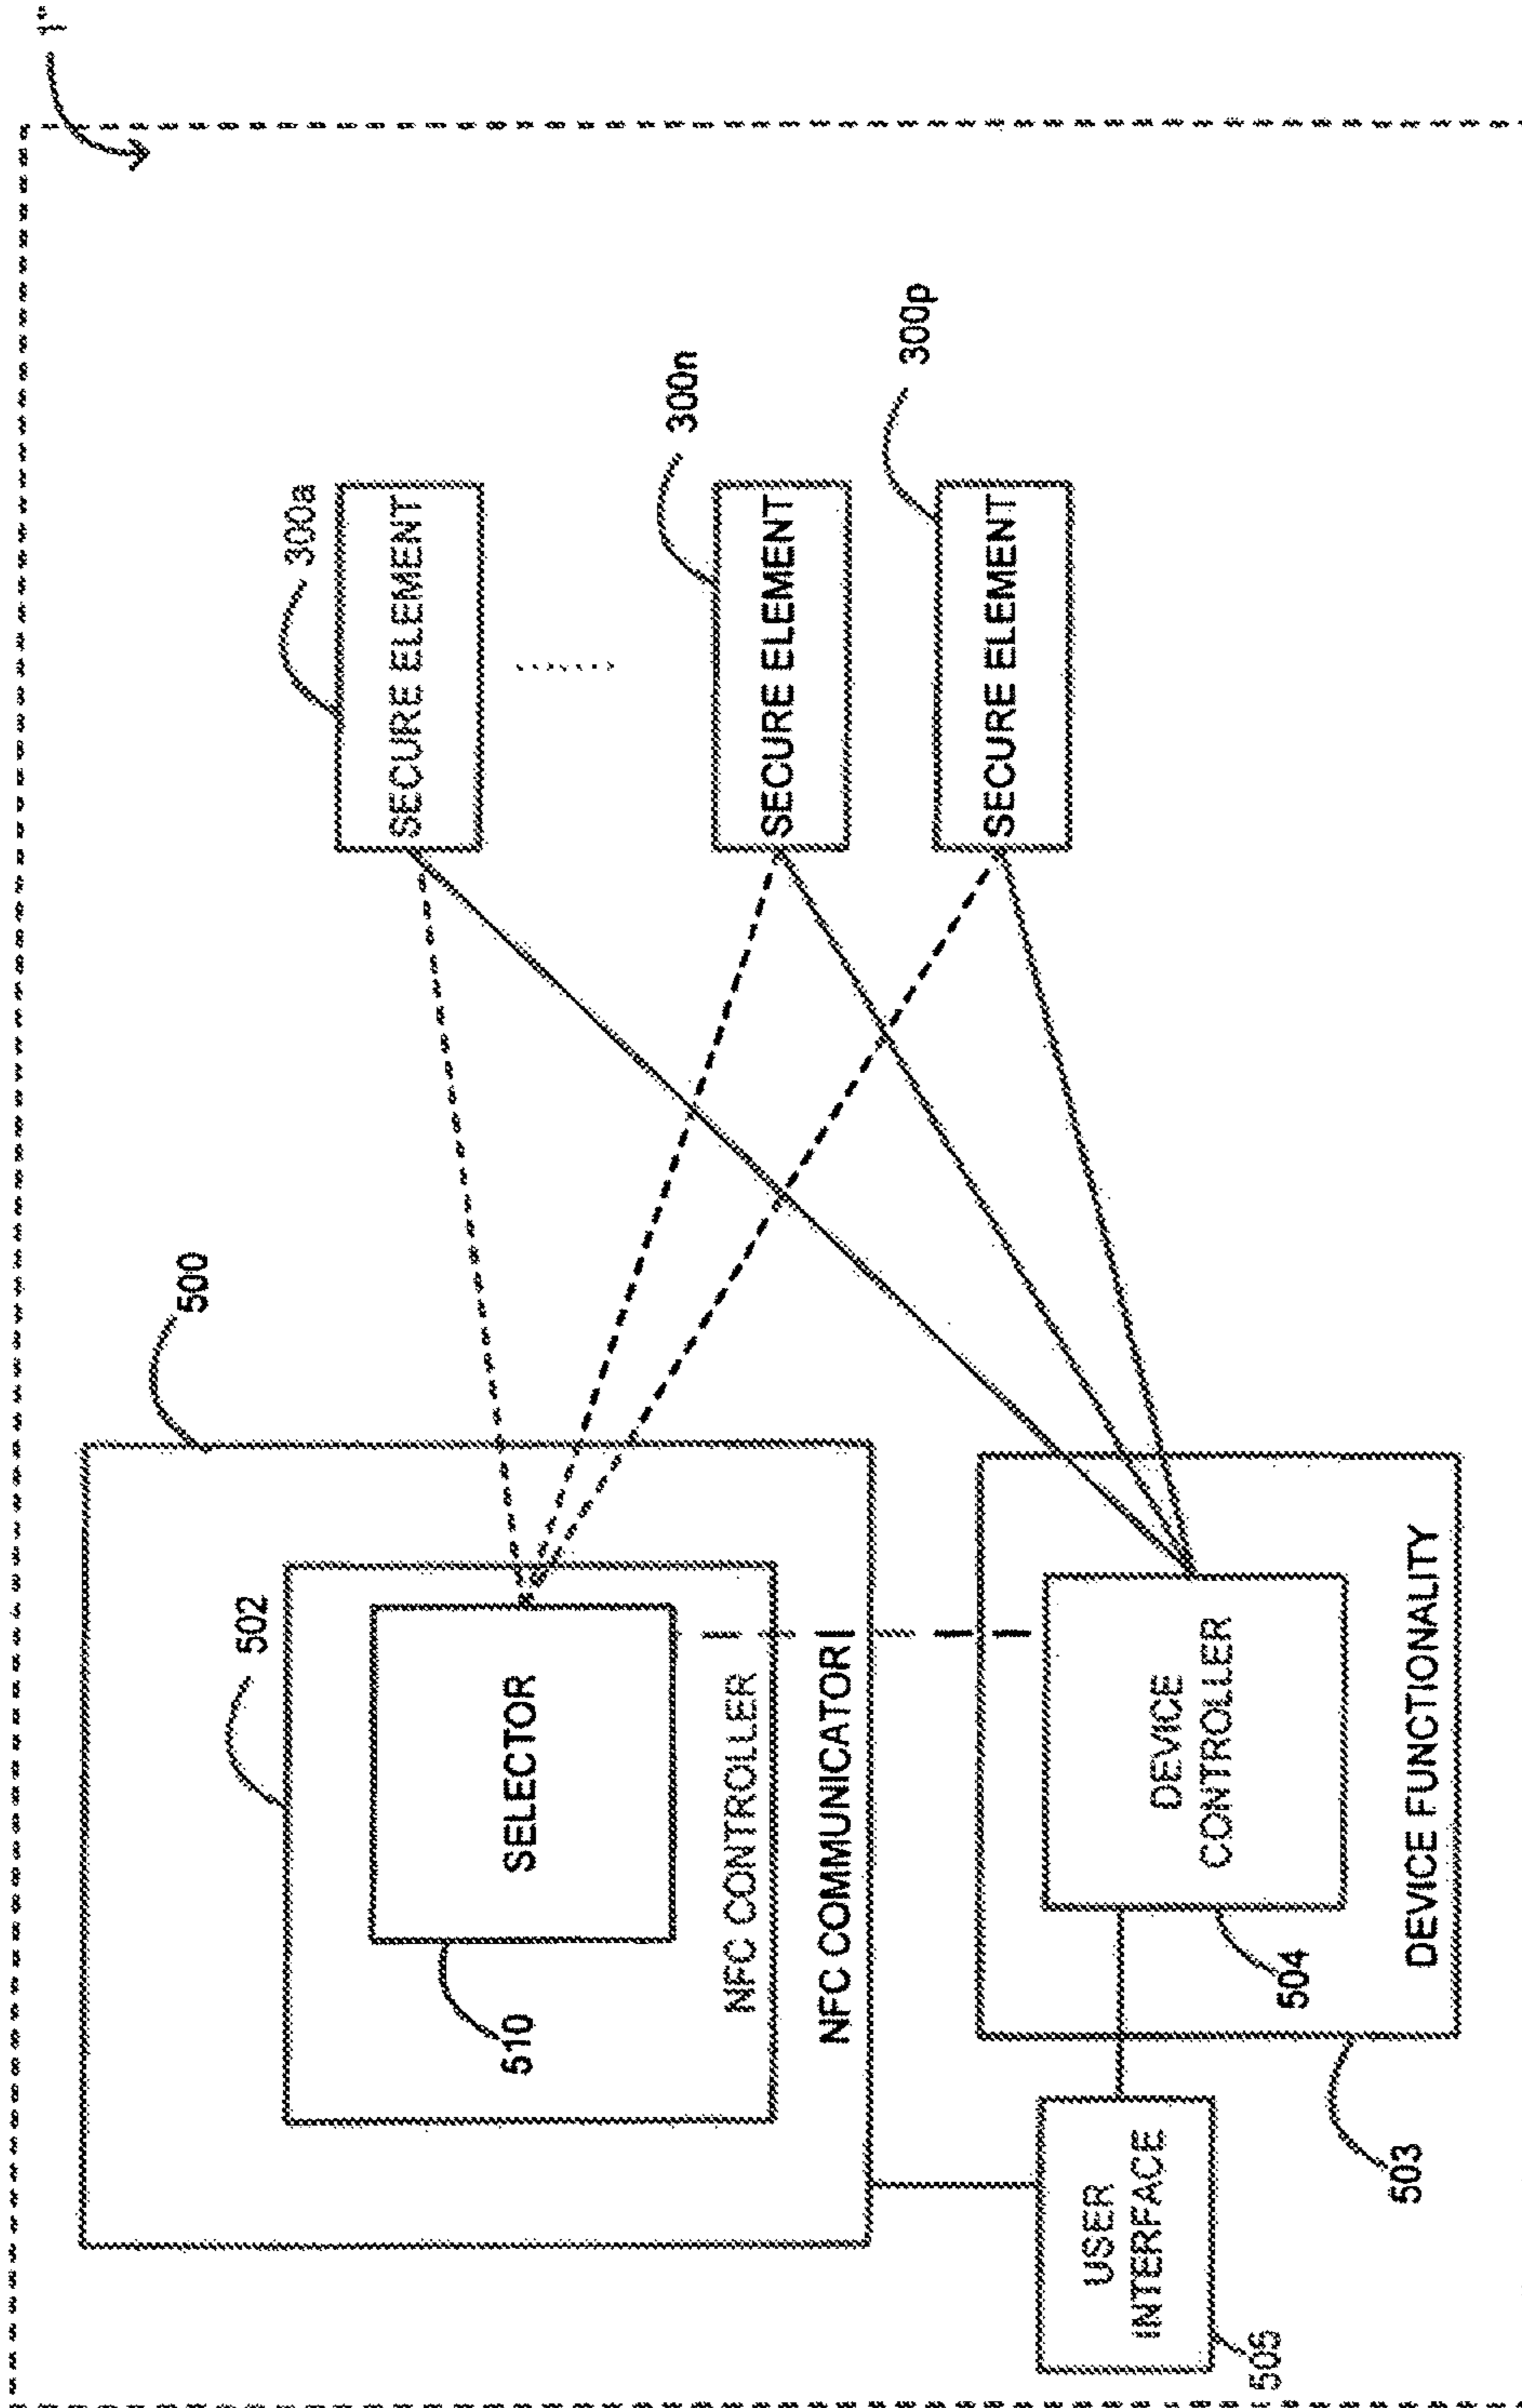 1"
500
502
SELECTOR
510
NFC CONTROLLER
NFC COMMUNICATOR
300a
SECURE ELEMENT
300n
SECURE ELEMENT
300p
SECURE ELEMENT
USER
INTERFACE
505
DEVICE
CONTROLLER
504
DEVICE FUNCTIONALITY
503